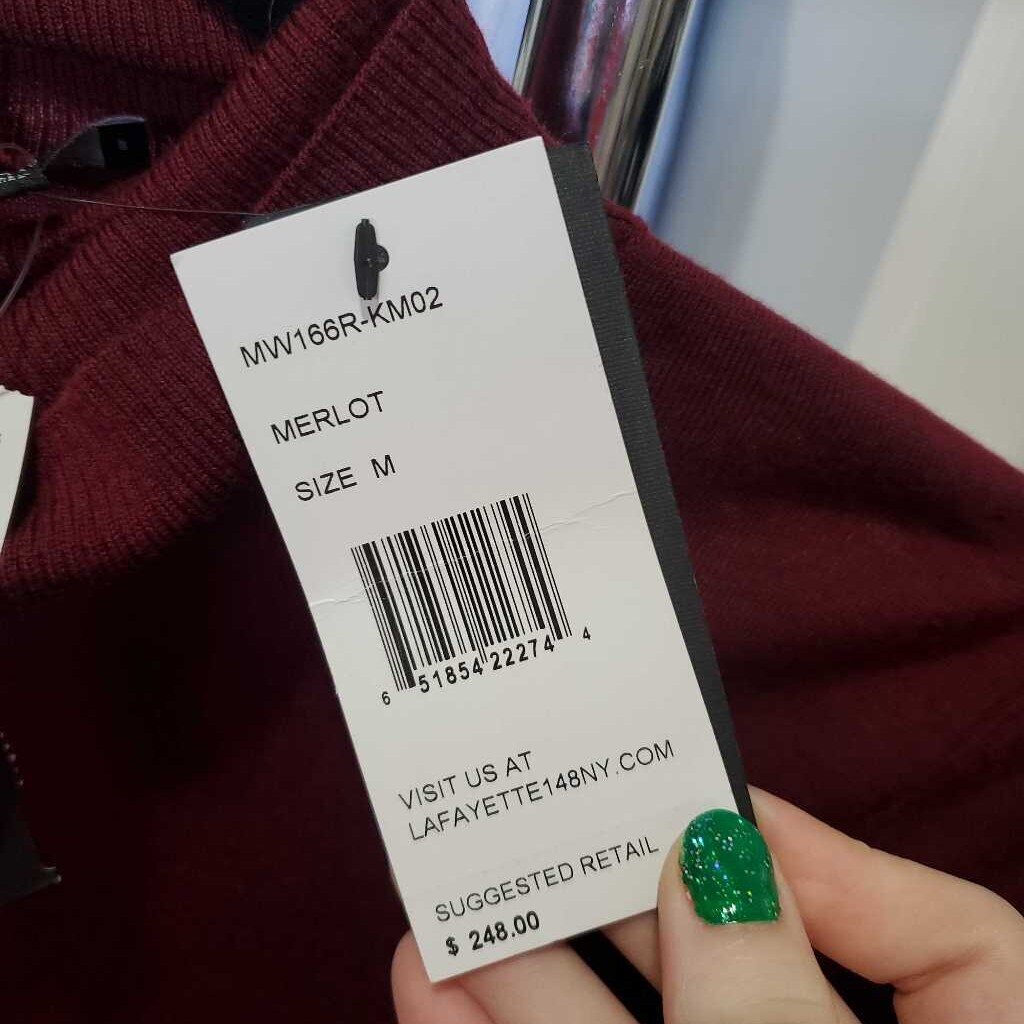 MW166R-KM02
MERLOT
SIZE M
6 51854 22274 4
VISIT US AT
LAFAYETTE148NY.COM
SUGGESTED RETAIL
$ 248.00